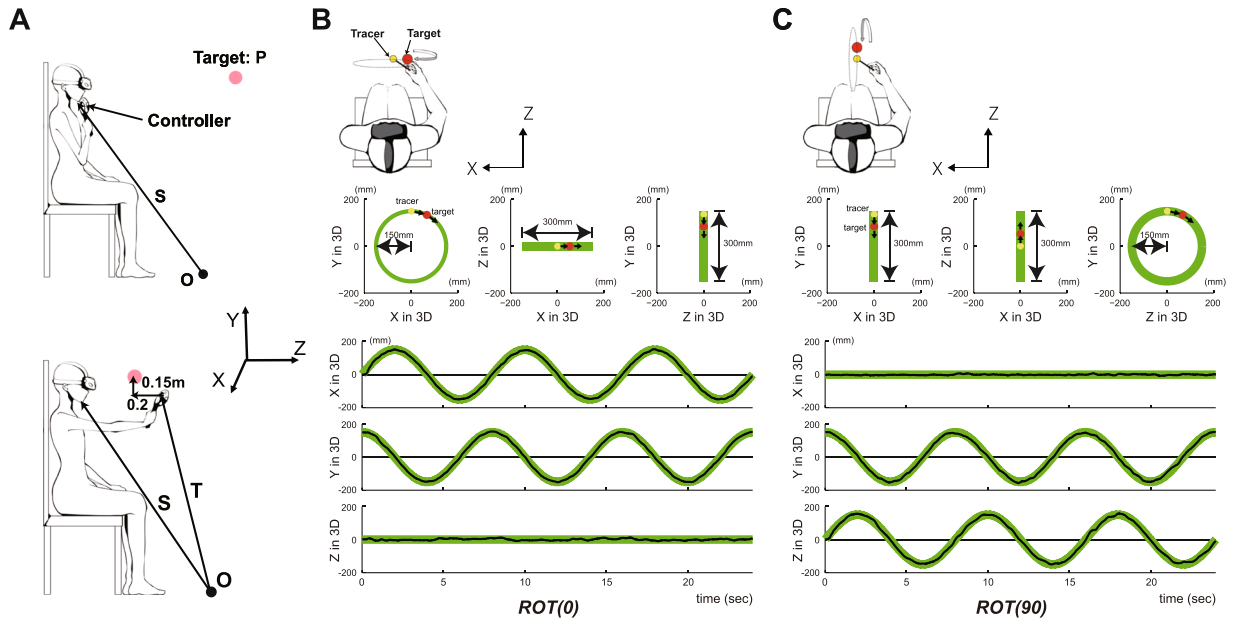 A
Target: P
Controller
S
O
Y
Z
X
0.15m
0.2
S
T
O
B
Tracer
Target
Z
X
(mm)
200
0
−200
Y in 3D
tracer
target
150mm
(mm)
−200 0 200
X in 3D
(mm)
200
0
−200
Z in 3D
300mm
(mm)
−200 0 200
X in 3D
(mm)
200
0
−200
Y in 3D
300mm
(mm)
−200 0 200
Z in 3D
(mm)
200
0
−200
X in 3D
200
0
−200
Y in 3D
200
0
−200
Z in 3D
0 5 10 15 20
time (sec)
ROT(0)
C
Z
X
(mm)
200
0
−200
Y in 3D
tracer
target
300mm
(mm)
−200 0 200
X in 3D
(mm)
200
0
−200
Z in 3D
300mm
(mm)
−200 0 200
X in 3D
(mm)
200
0
−200
Y in 3D
150mm
(mm)
−200 0 200
Z in 3D
(mm)
200
0
−200
X in 3D
200
0
−200
Y in 3D
200
0
−200
Z in 3D
0 5 10 15 20
time (sec)
ROT(90)